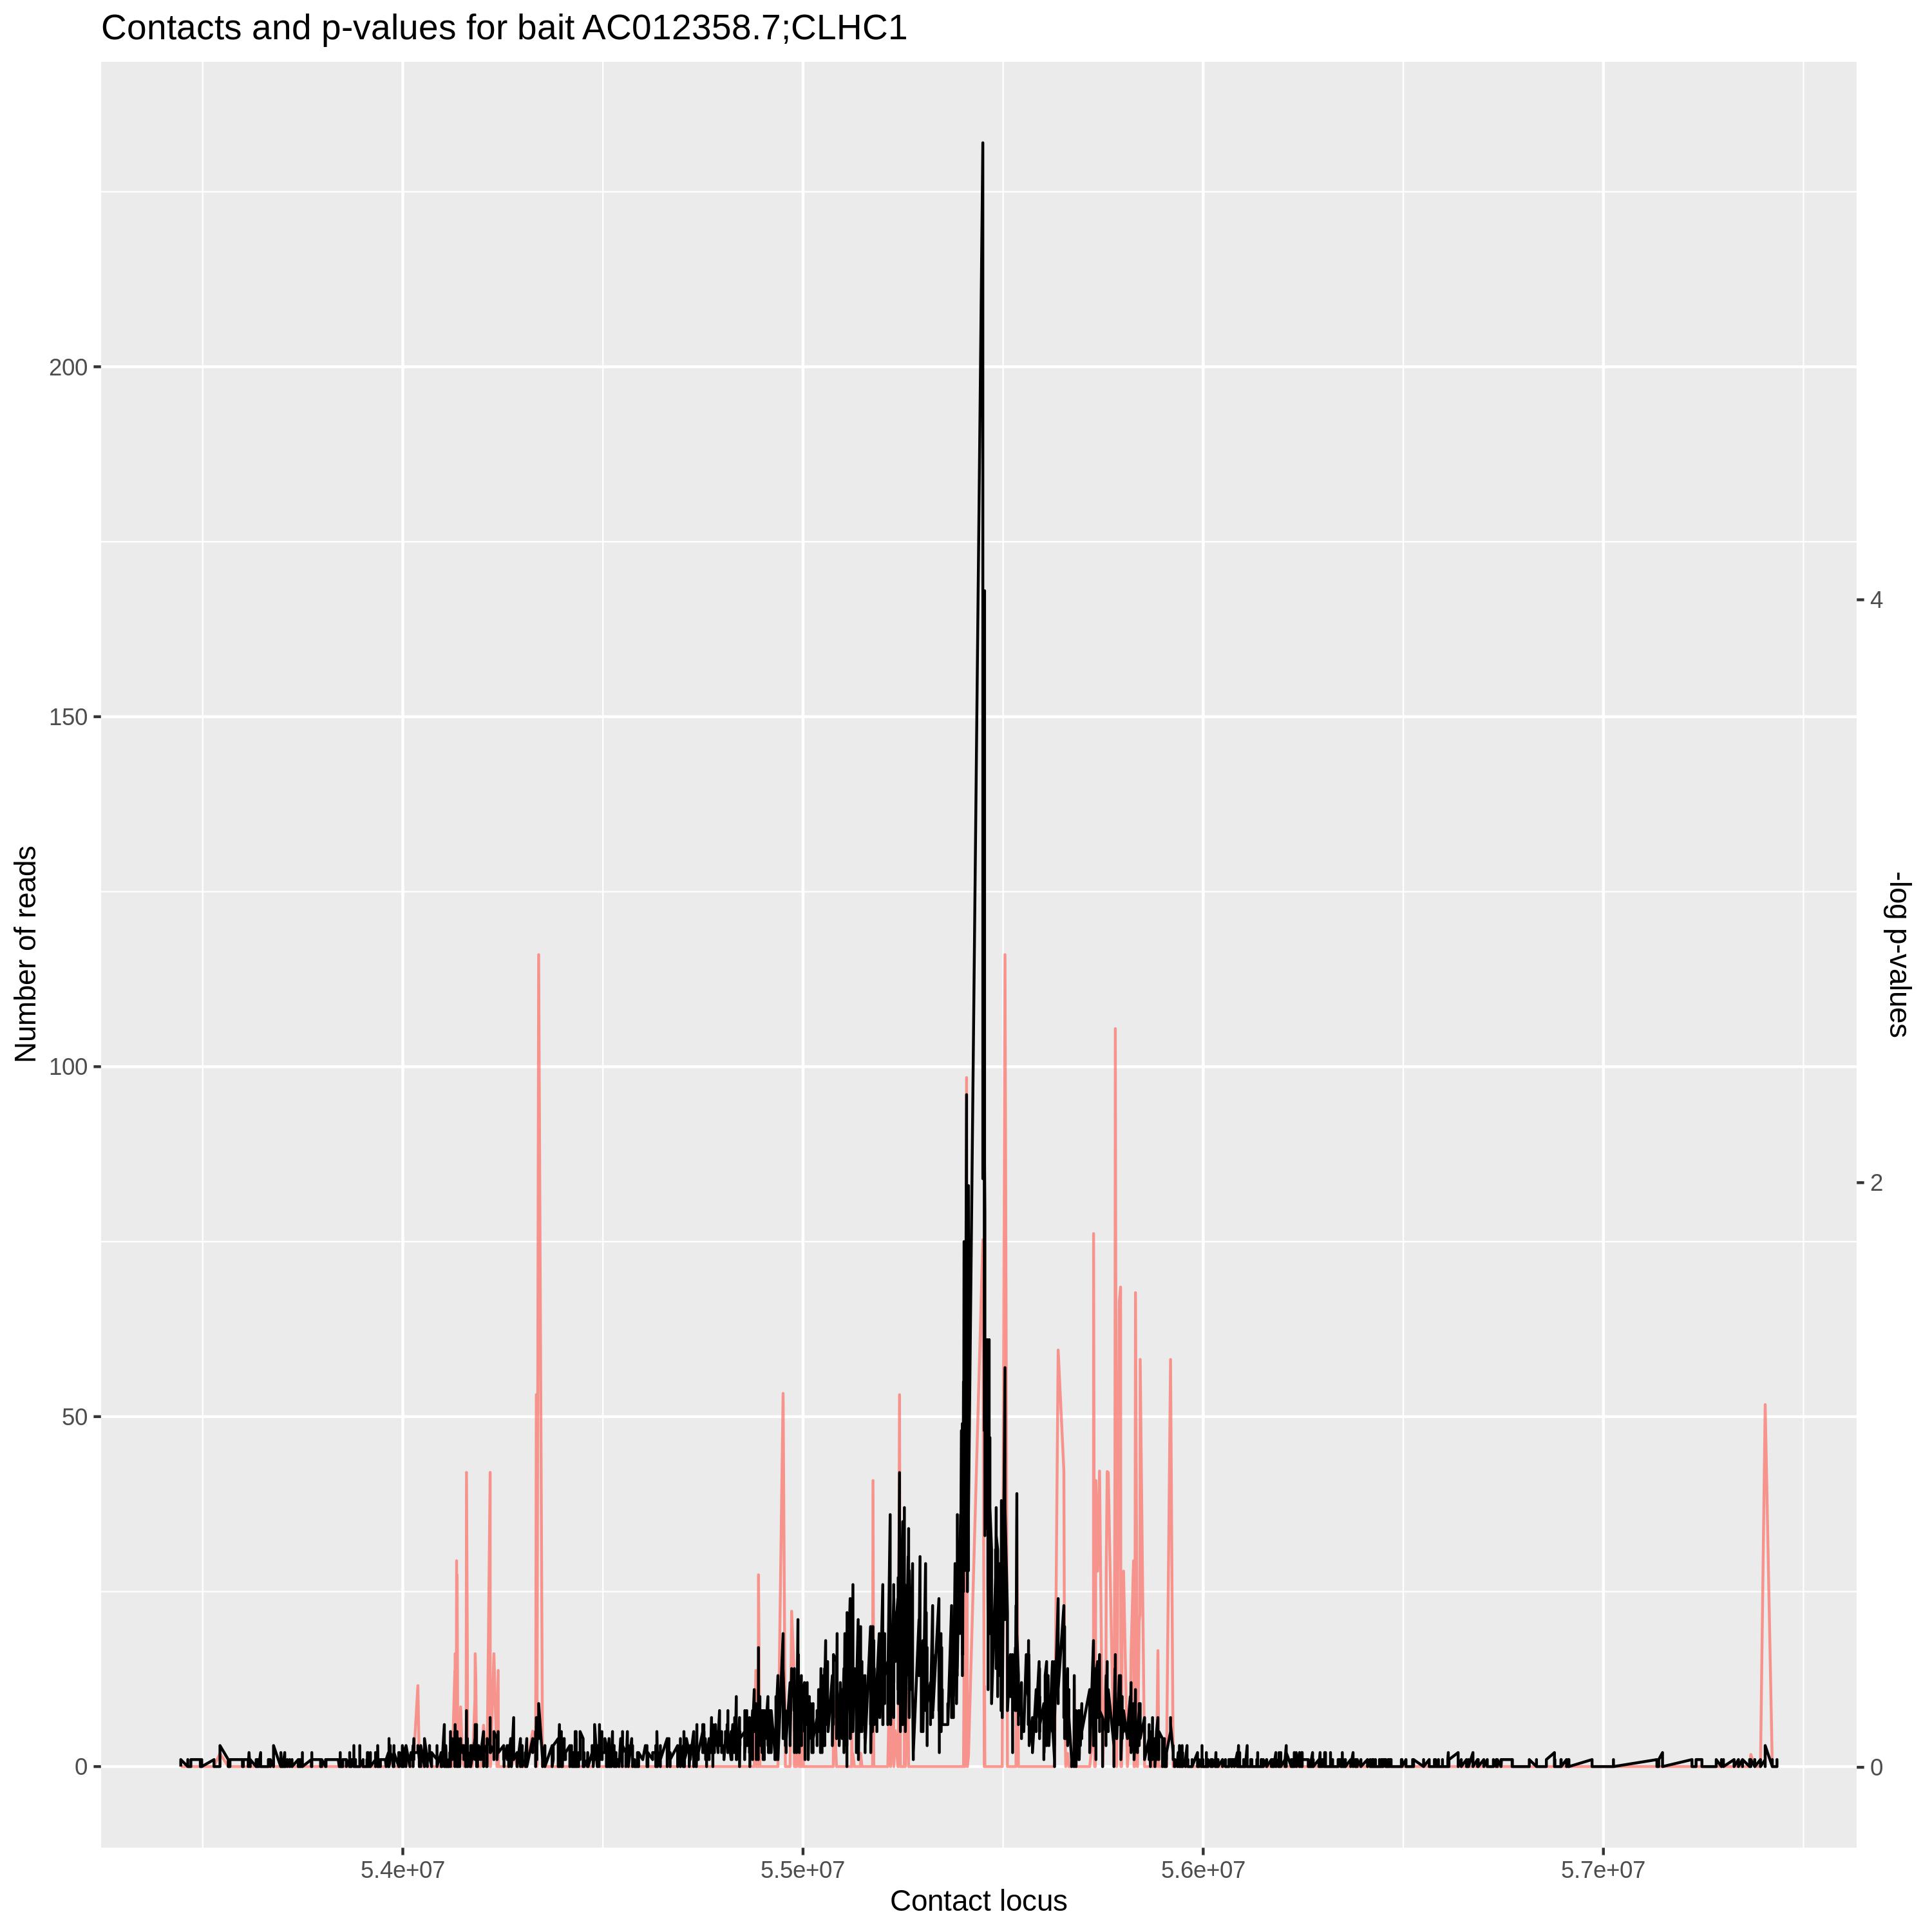 Contacts and p-values for bait AC012358.7;CLHC1
Number of reads
200
150
100
50
0
-log p-values
4
2
0
5.4e+07
5.5e+07
5.6e+07
5.7e+07
Contact locus